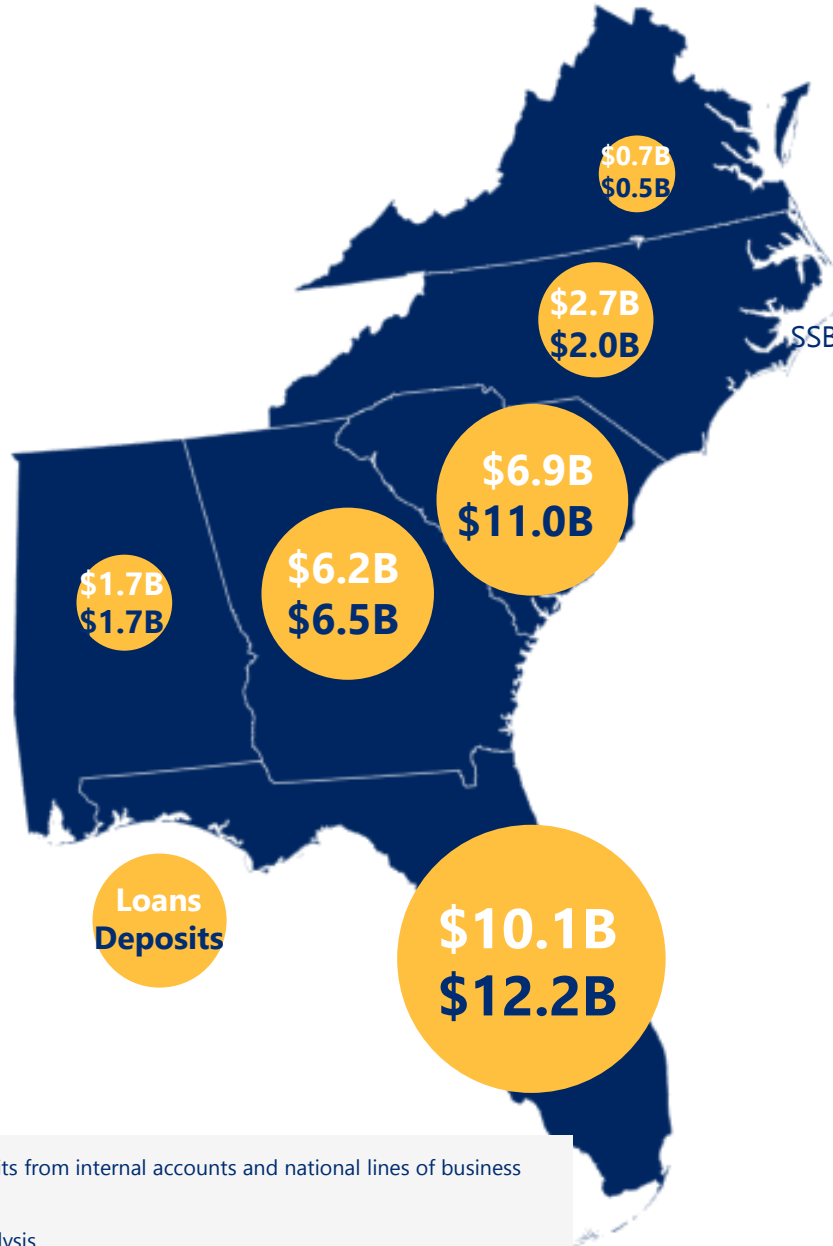 $0.7B
$0.5B
$2.7B
$2.0B
SSB
$6.9B
$11.0B
$6.2B
$6.5B
$1.7B
$1.7B
Loans
Deposits
$10.1B
$12.2B
from internal accounts and national lines of business